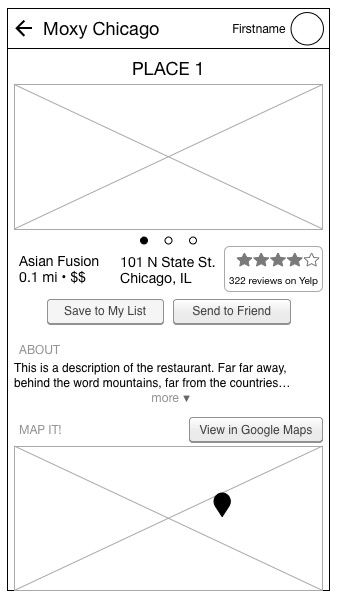 Moxy Chicago
Firstname
PLACE 1
Asian Fusion
0.1 mi • $$
101 N State St.
Chicago, IL
322 reviews on Yelp
Save to My List
Send to Friend
ABOUT
This is a description of the restaurant. Far far away,
behind the word mountains, far from the countries…
more ▼
MAP IT!
View in Google Maps